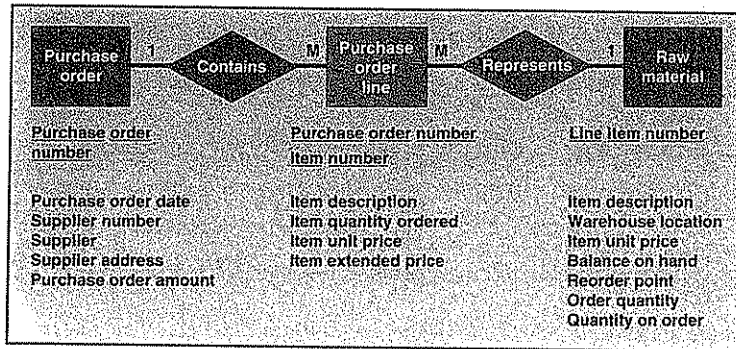 Purchase order
1
Contains
M
Purchase order line
M
Represents
1
Raw material
Purchase order number
Purchase order date
Supplier number
Supplier
Supplier address
Purchase order amount
Purchase order number
Item number
Item description
Item quantity ordered
Item unit price
Item extended price
Line item number
Item description
Warehouse location
Item unit price
Balance on hand
Reorder point
Order quantity
Quantity on order